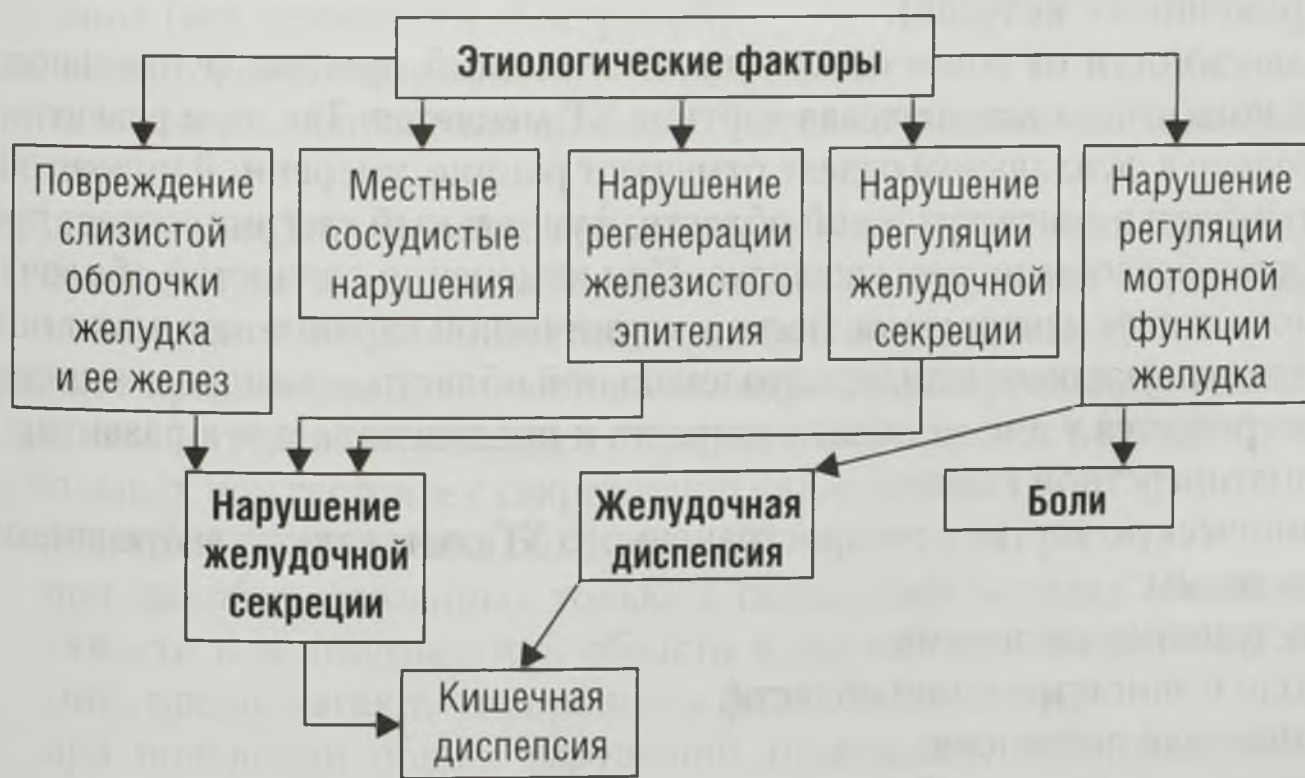 Этиологические факторы
Повреждение
слизистой
оболочки
желудка
и ее желез
Местные
сосудистые
нарушения
Нарушение
регенерации
железистого
эпителия
Нарушение
регуляции
желудочной
секреции
Нарушение
регуляции
моторной
функции
желудка
Нарушение
желудочной
секреции
Желудочная
диспепсия
Боли
Кишечная
диспепсия